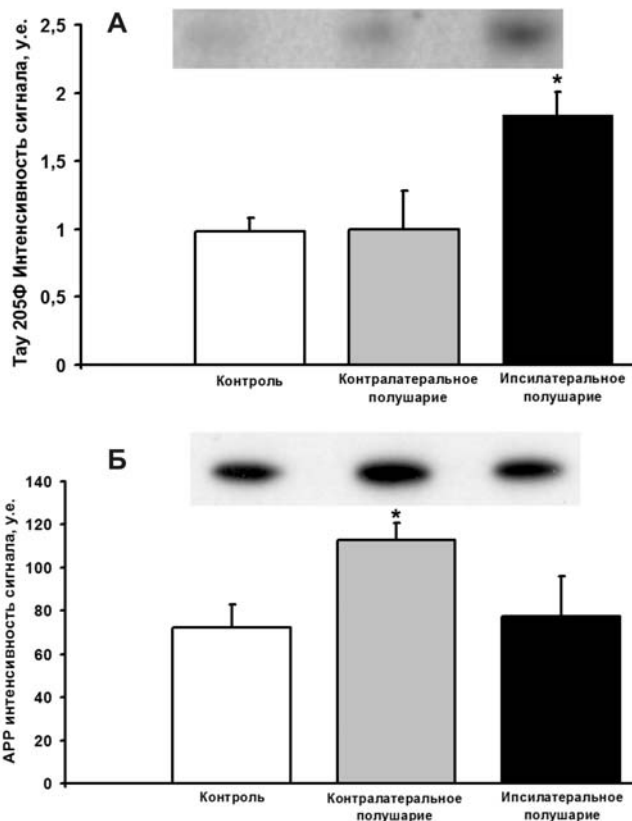 А
Тау 205Ф Интенсивность сигнала, у.е.
2,5
2
1,5
1
0,5
0
*
Контроль
Контралатеральное
полушарие
Ипсилатеральное
полушарие
Б
APP интенсивность сигнала, у.е.
140
120
100
80
60
40
20
0
*
Контроль
Контралатеральное
полушарие
Ипсилатеральное
полушарие